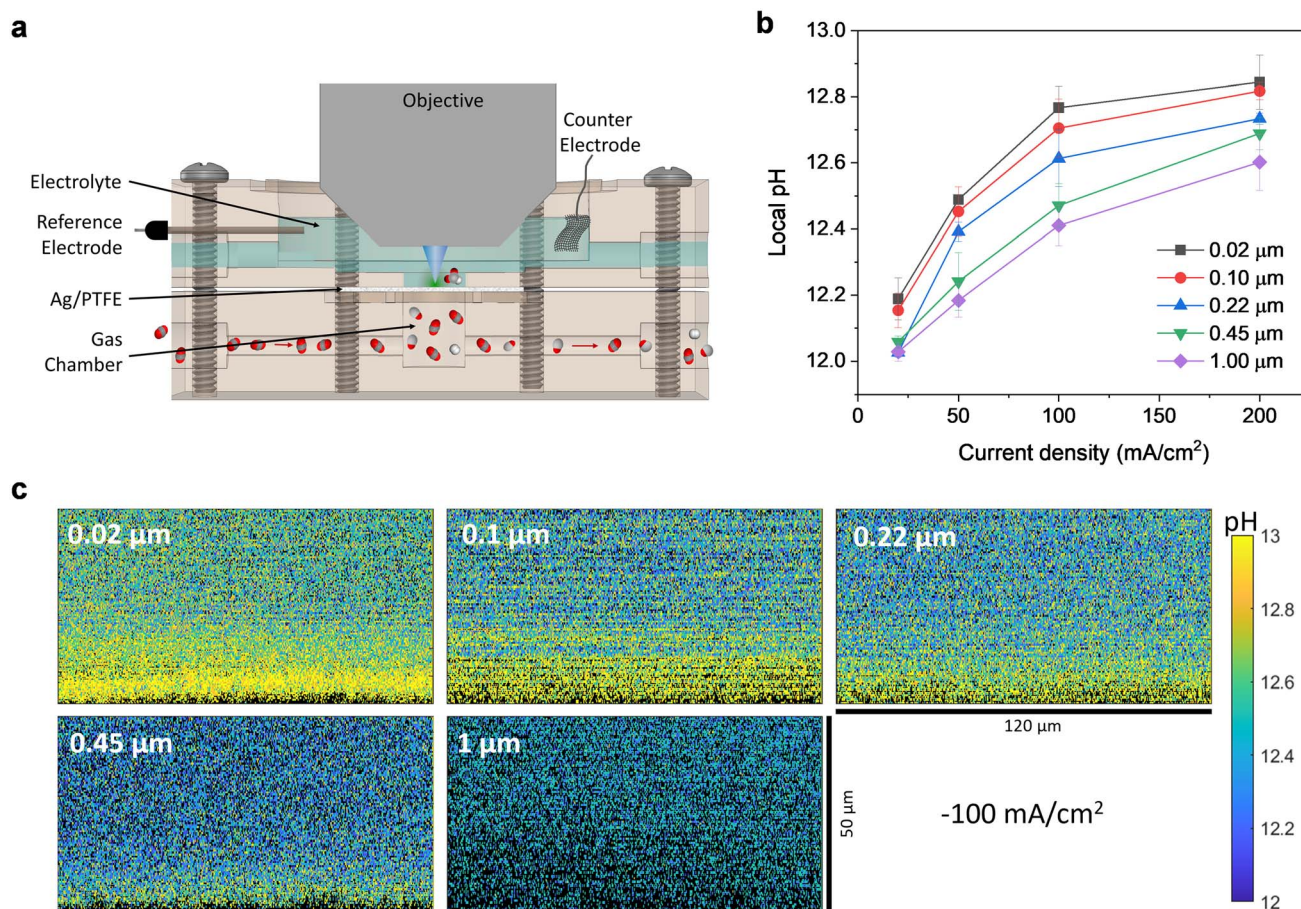 a
Objective
Counter
Electrode
Electrolyte
Reference
Electrode
Ag/PTFE
Gas
Chamber
b
13.0
12.8
12.6
12.4
12.2
12.0
Local pH
0 50 100 150 200
Current density (mA/cm²)
0.02 μm
0.10 μm
0.22 μm
0.45 μm
1.00 μm
c
0.02 μm
0.1 μm
0.22 μm
0.45 μm
1 μm
120 μm
50 μm
-100 mA/cm²
pH
13
12.8
12.6
12.4
12.2
12